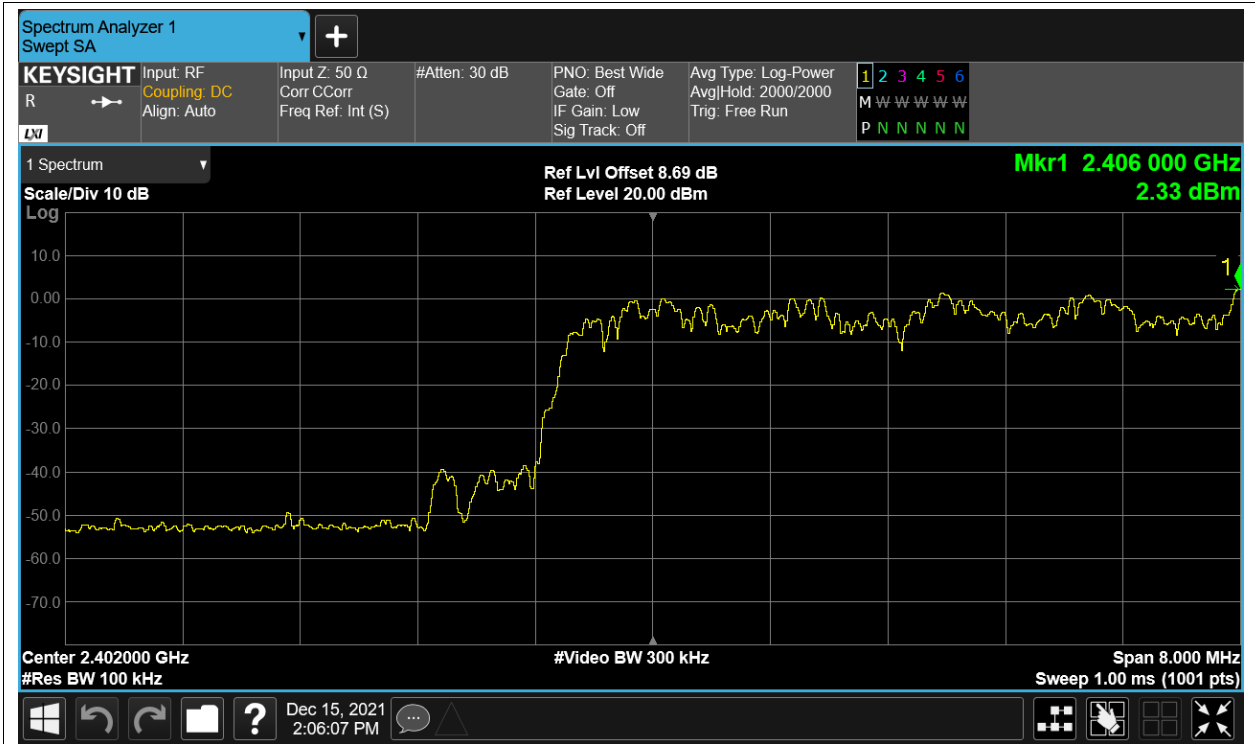 Spectrum Analyzer 1
Swept SA
KEYSIGHT
R
LXI
Input: RF
Coupling: DC
Align: Auto
Input Z: 50 Ω
Corr CCorr
Freq Ref: Int (S)
#Atten: 30 dB
PNO: Best Wide
Gate: Off
IF Gain: Low
Sig Track: Off
Avg Type: Log-Power
Avg|Hold: 2000/2000
Trig: Free Run
1 2 3 4 5 6
M W W W W W
P N N N N N
1 Spectrum
Scale/Div 10 dB
Log
Ref Lvl Offset 8.69 dB
Ref Level 20.00 dBm
Mkr1 2.406 000 GHz
2.33 dBm
10.0
1
0.00
-10.0
-20.0
-30.0
-40.0
-50.0
-60.0
-70.0
Center 2.402000 GHz
#Video BW 300 kHz
Span 8.000 MHz
#Res BW 100 kHz
Sweep 1.00 ms (1001 pts)
?
Dec 15, 2021
2:06:07 PM